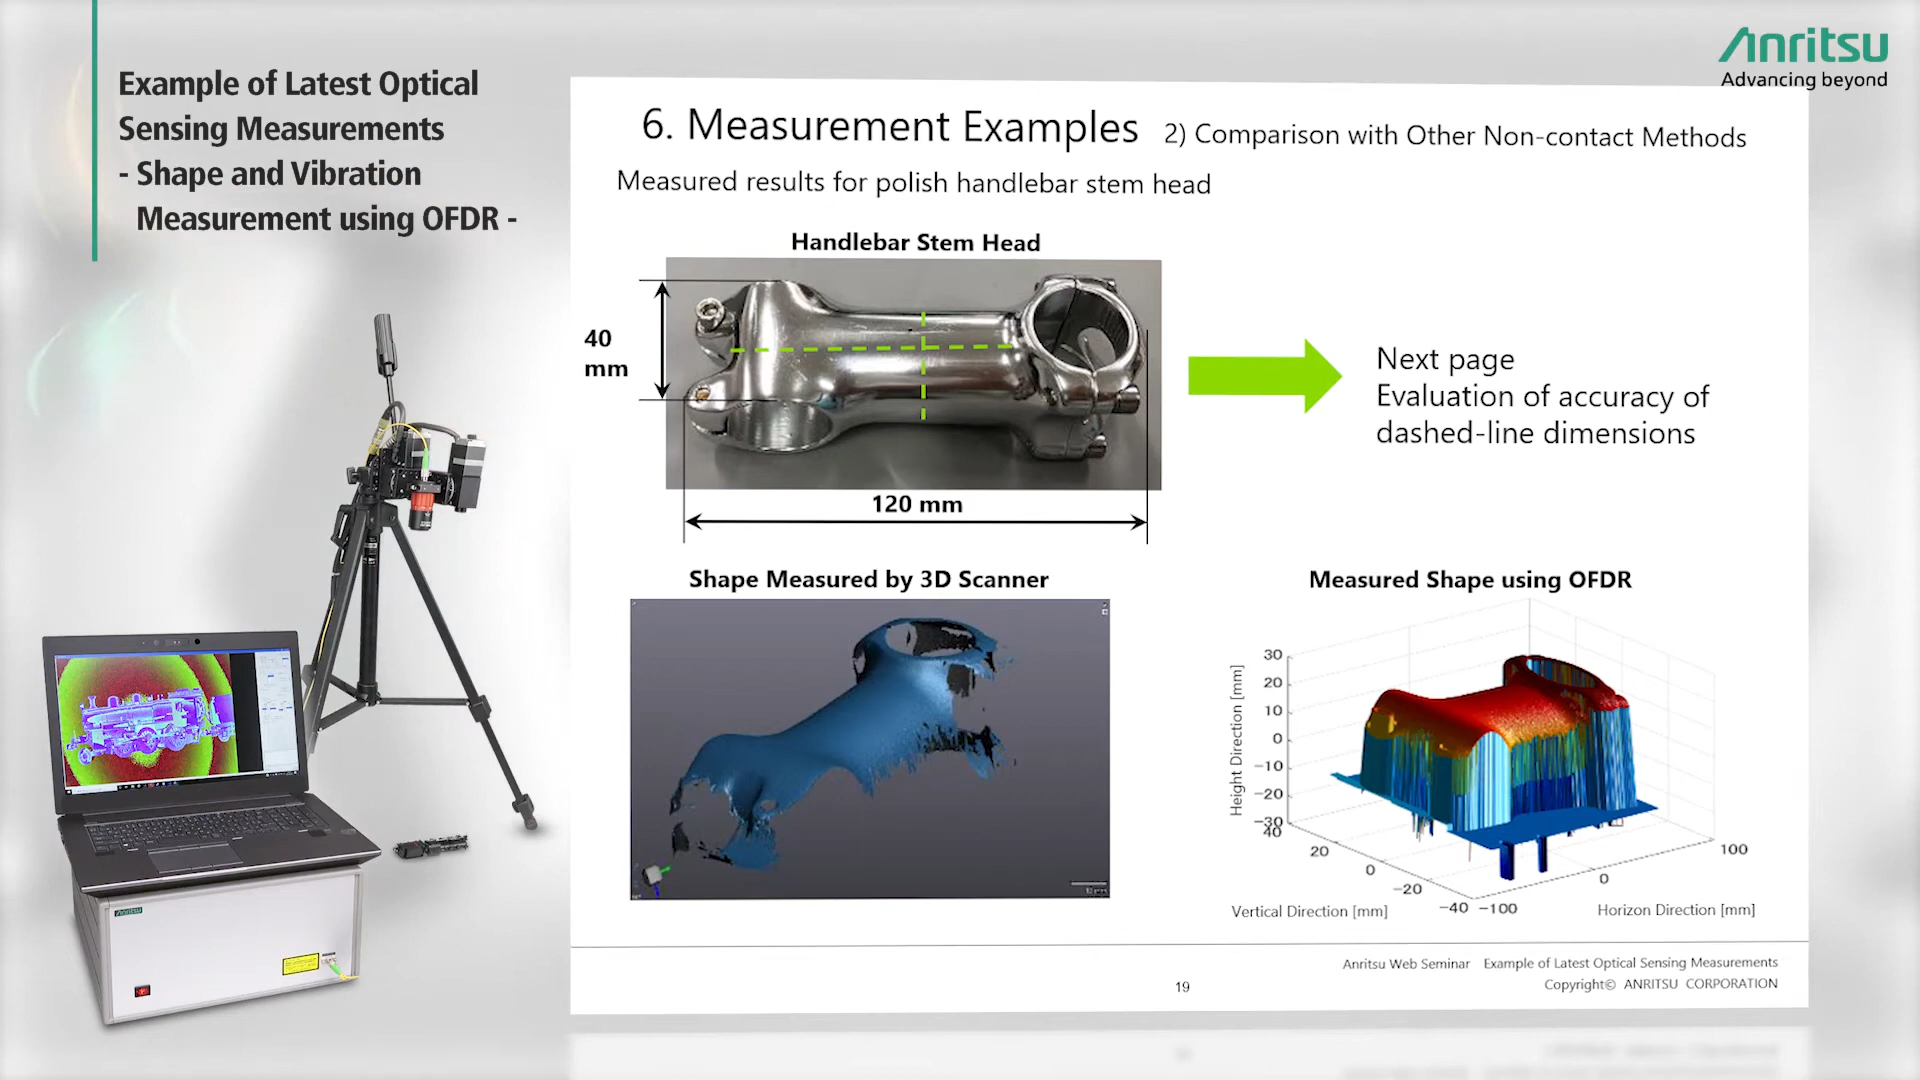 Example of Latest Optical
Sensing Measurements
- Shape and Vibration
Measurement using OFDR -
Anritsu
Advancing beyond
6. Measurement Examples 2) Comparison with Other Non-contact Methods
Measured results for polish handlebar stem head
Handlebar Stem Head
40
mm
120 mm
Next page
Evaluation of accuracy of
dashed-line dimensions
Shape Measured by 3D Scanner
Measured Shape using OFDR
Height Direction [mm]
30
20
10
0
-10
-20
-30
40
20
0
-20
-40
-100
0
100
Vertical Direction [mm]
Horizon Direction [mm]
Anritsu
Anritsu Web Seminar Example of Latest Optical Sensing Measurements
Copyright© ANRITSU CORPORATION
19